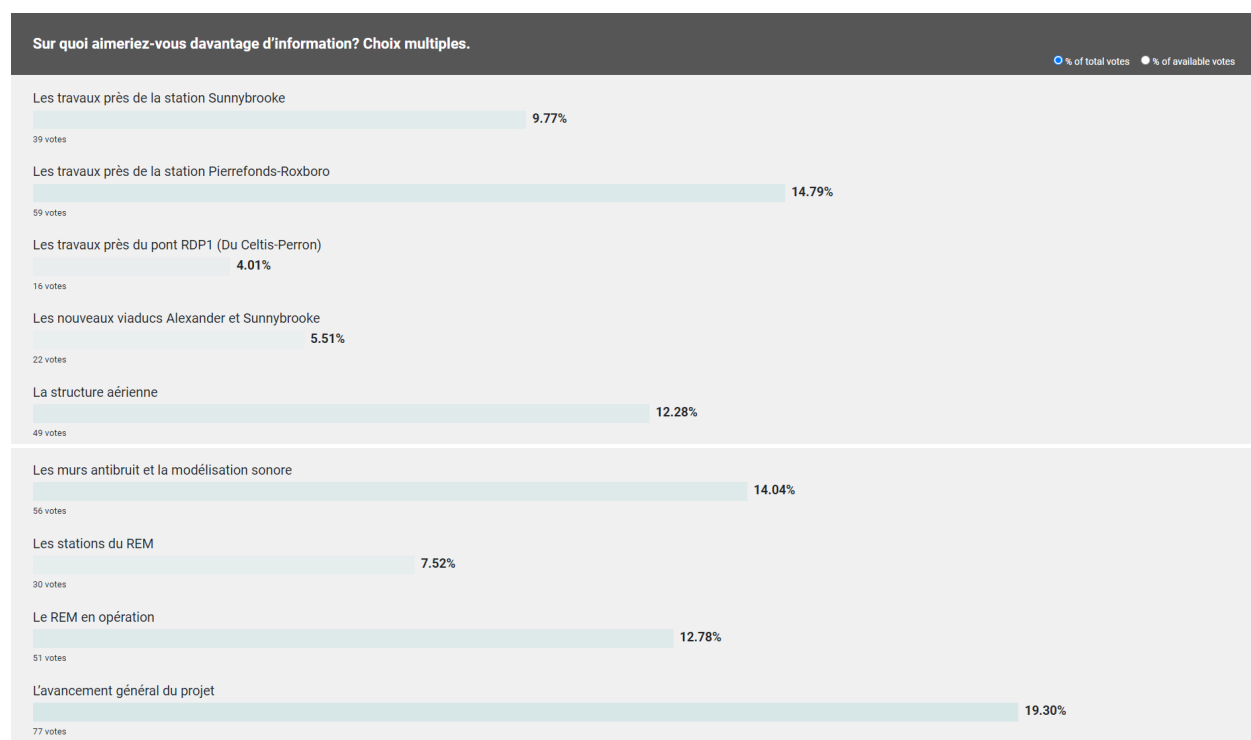 Sur quoi aimeriez-vous davantage d'information? Choix multiples.
% of total votes % of available votes
Les travaux près de la station Sunnybrooke
9.77%
39 votes
Les travaux près de la station Pierrefonds-Roxboro
14.79%
59 votes
Les travaux près du pont RDP1 (Du Celtis-Perron)
4.01%
16 votes
Les nouveaux viaducs Alexander et Sunnybrooke
5.51%
22 votes
La structure aérienne
12.28%
49 votes
Les murs antibruit et la modélisation sonore
14.04%
56 votes
Les stations du REM
7.52%
30 votes
Le REM en opération
12.78%
51 votes
L'avancement général du projet
19.30%
77 votes